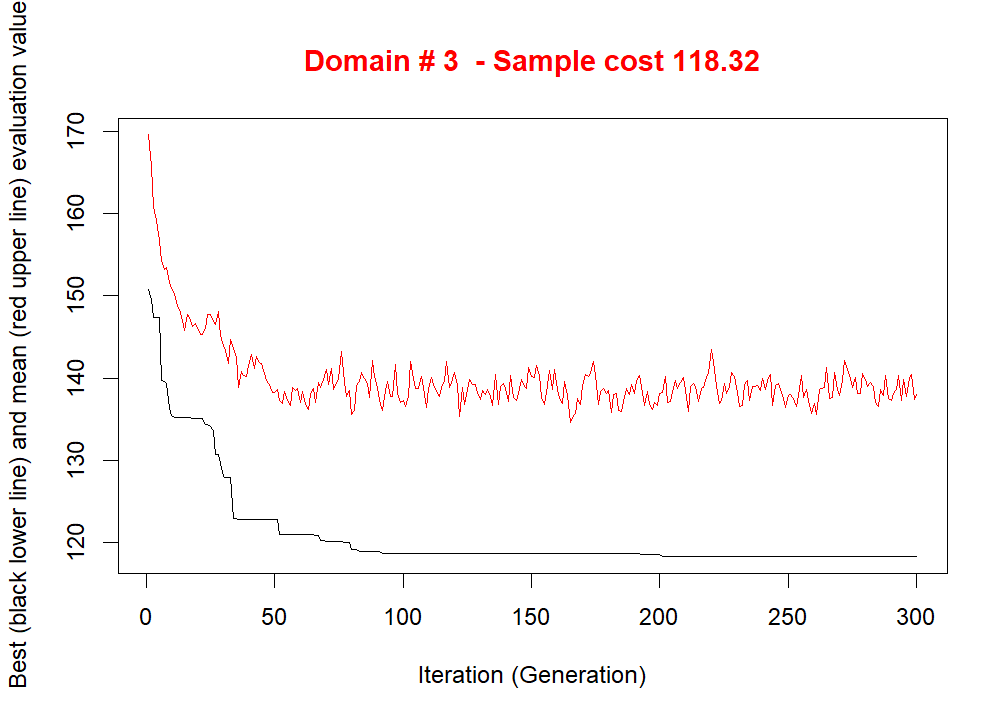 Domain # 3  - Sample cost 118.32
Best (black lower line) and mean (red upper line) evaluation value
170
160
150
140
130
120
0 50 100 150 200 250 300
Iteration (Generation)